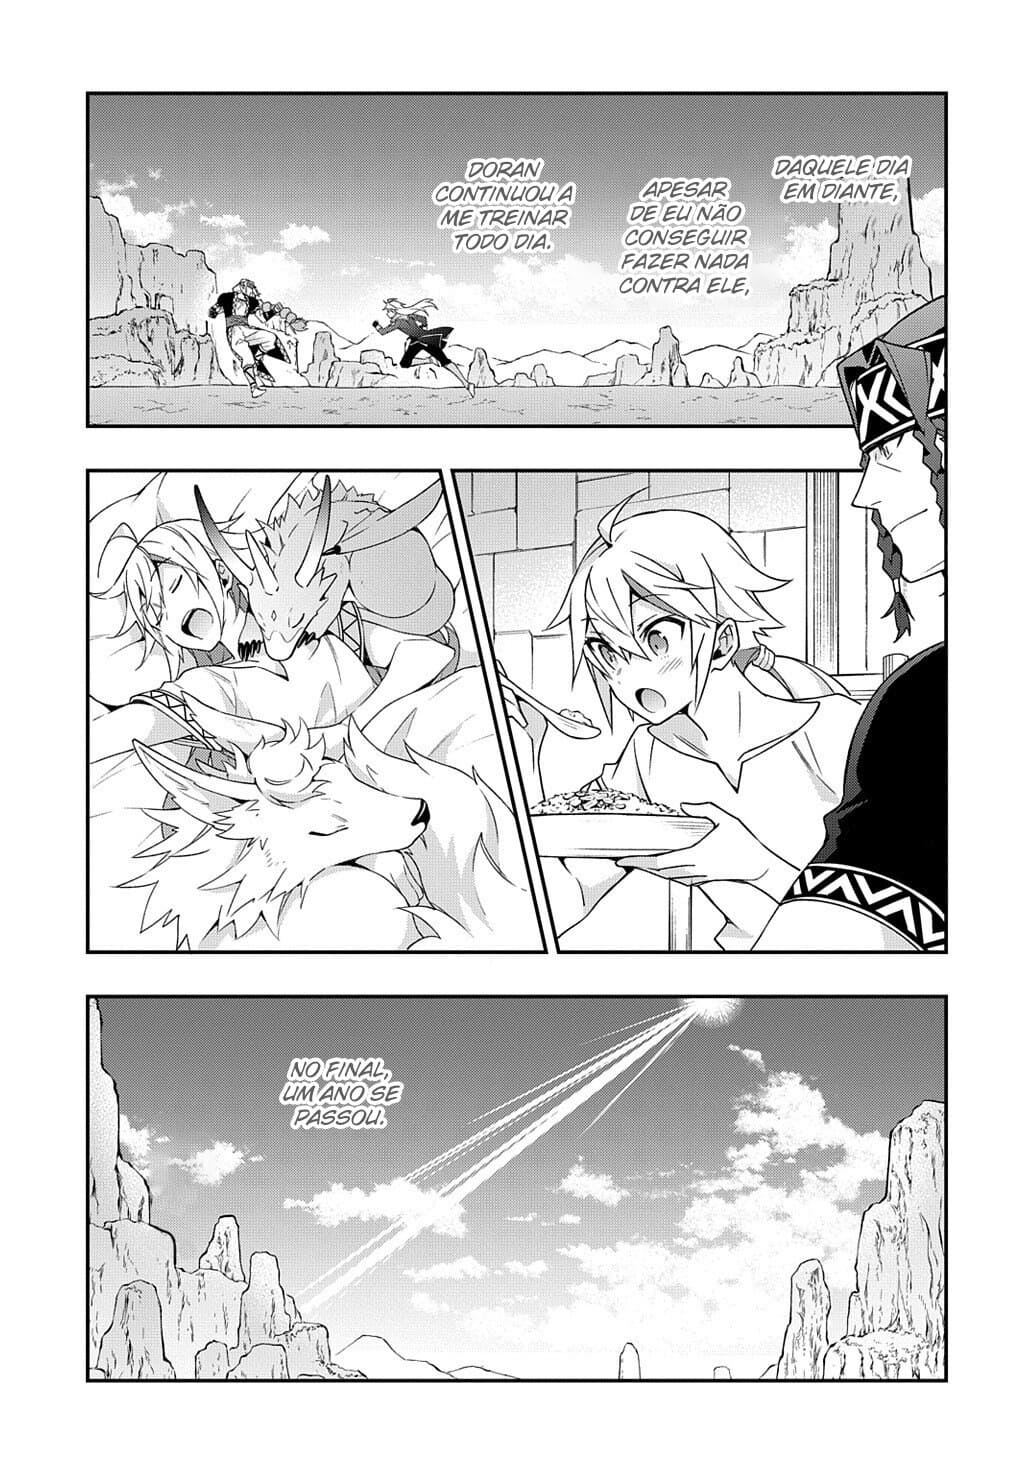 DAQUELE DIA
EM DIANTE,
APESAR
DE EU NÃO
CONSEGUIR
FAZER NADA
CONTRA ELE,
DORAN
CONTINUOU A
ME TREINAR
TODO DIA.
NO FINAL,
UM ANO SE
PASSOU.